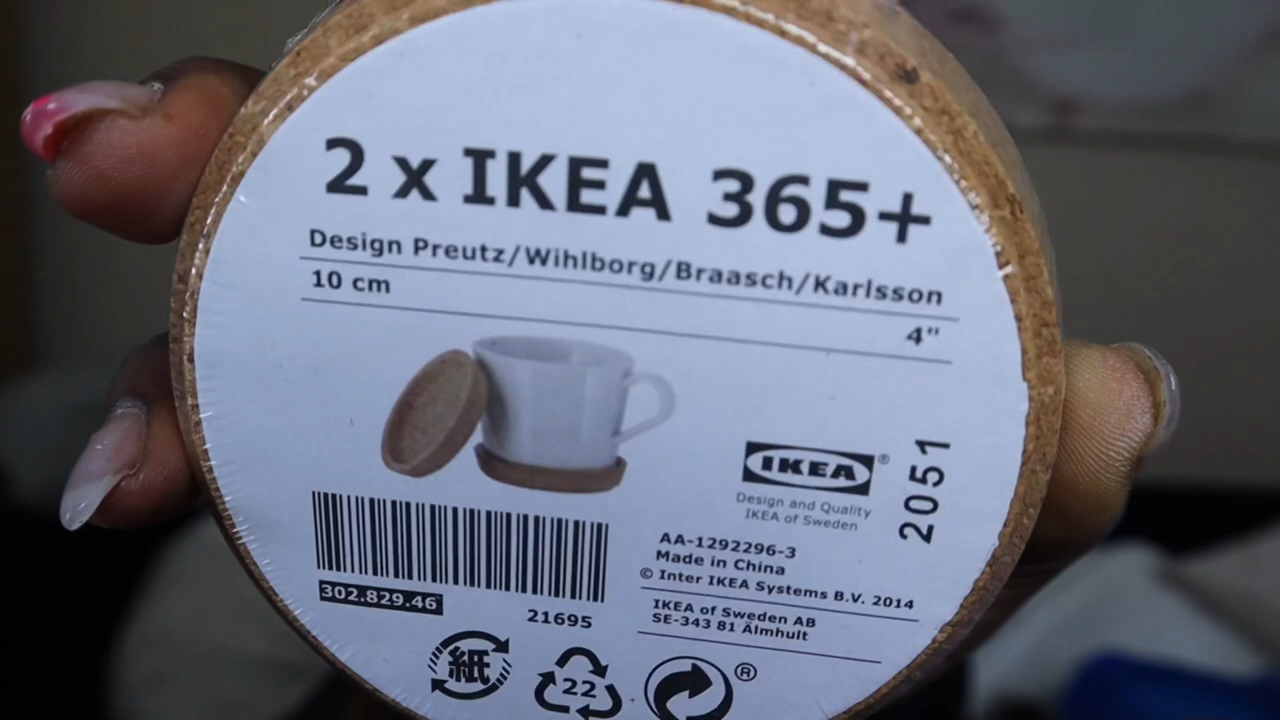 2 x IKEA 365+
Design Preutz/Wihlborg/Braasch/Karlsson
10 cm
4"
IKEA®
Design and Quality
IKEA of Sweden
2051
AA-1292296-3
Made in China
© Inter IKEA Systems B.V. 2014
IKEA of Sweden AB
SE-343 81 Älmhult
302.829.46
21695
紙
22
®